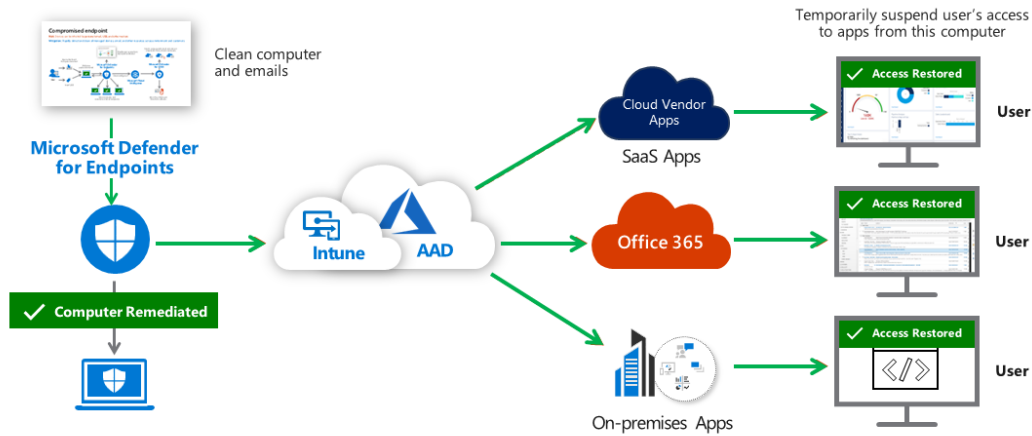 Compromised endpoint
Clean computer
and emails
Temporarily suspend user's access
to apps from this computer
Microsoft Defender
for Endpoints
Computer Remediated
Intune
AAD
Cloud Vendor
Apps
SaaS Apps
Office 365
On-premises Apps
Access Restored
User
Access Restored
User
Access Restored
User